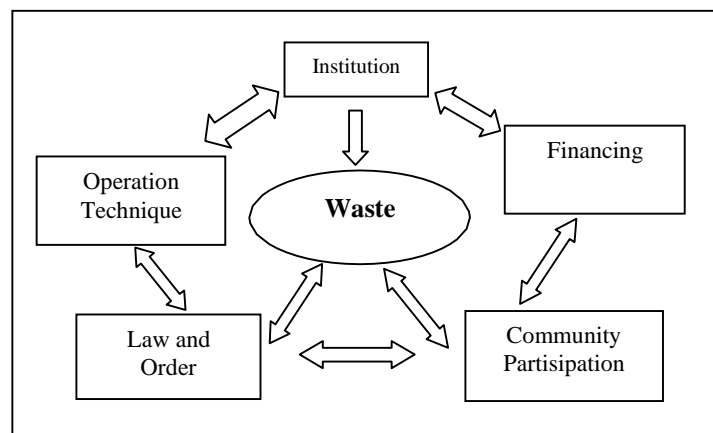 Institution
Financing
Operation
Technique
Waste
Law and
Order
Community
Partisipation